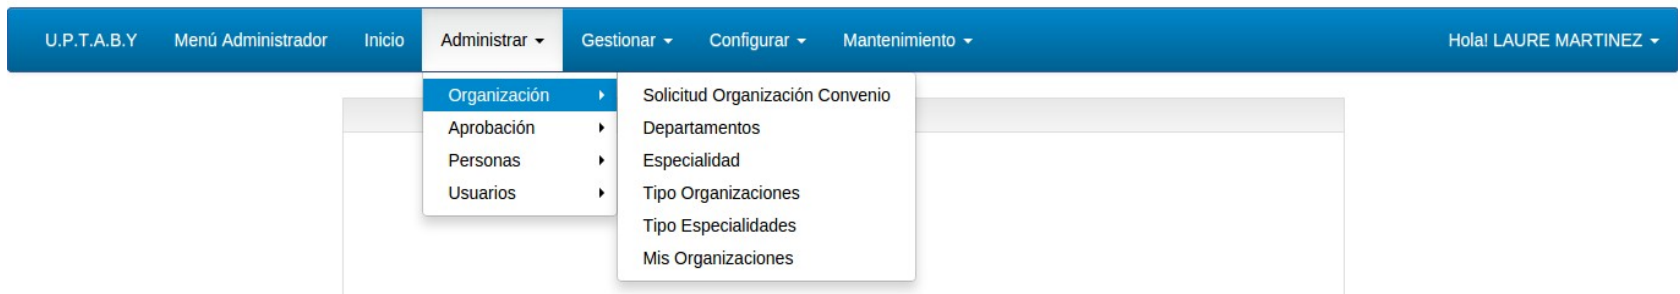 U.P.T.A.B.Y Menú Administrador Inicio Administrar Gestionar Configurar Mantenimiento Hola! LAURE MARTINEZ
Organización
Aprobación
Personas
Usuarios
Solicitud Organización Convenio
Departamentos
Especialidad
Tipo Organizaciones
Tipo Especialidades
Mis Organizaciones